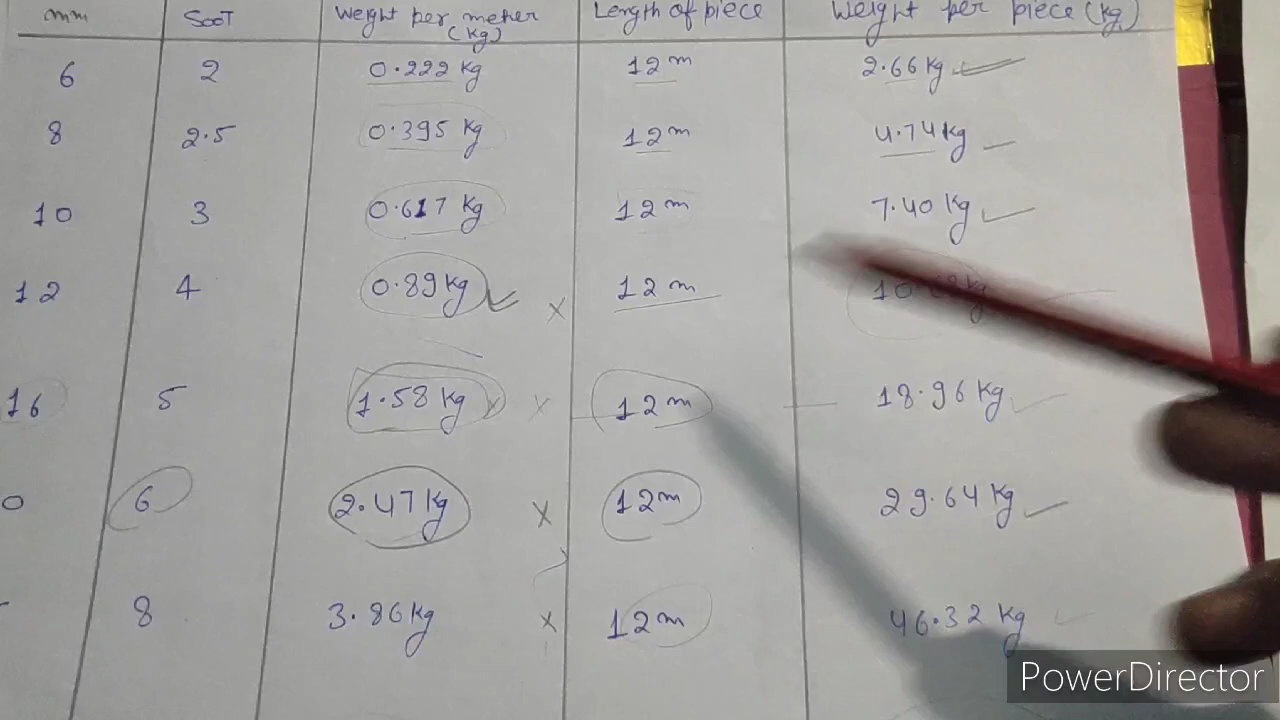 mm SooT Weight per meter (kg) Length of piece Weight per piece (kg)
6 2 0.222 kg 12 m 2.66 kg
8 2.5 0.395 kg 12 m 4.74 kg
10 3 0.617 kg 12 m 7.40 kg
12 4 0.89 kg x 12 m
16 5 1.58 kg x 12 m 18.96 kg
0 6 2.47 kg x 12 m 29.64 kg
8 3.86 kg x 12 m 46.32 kg
PowerDirector